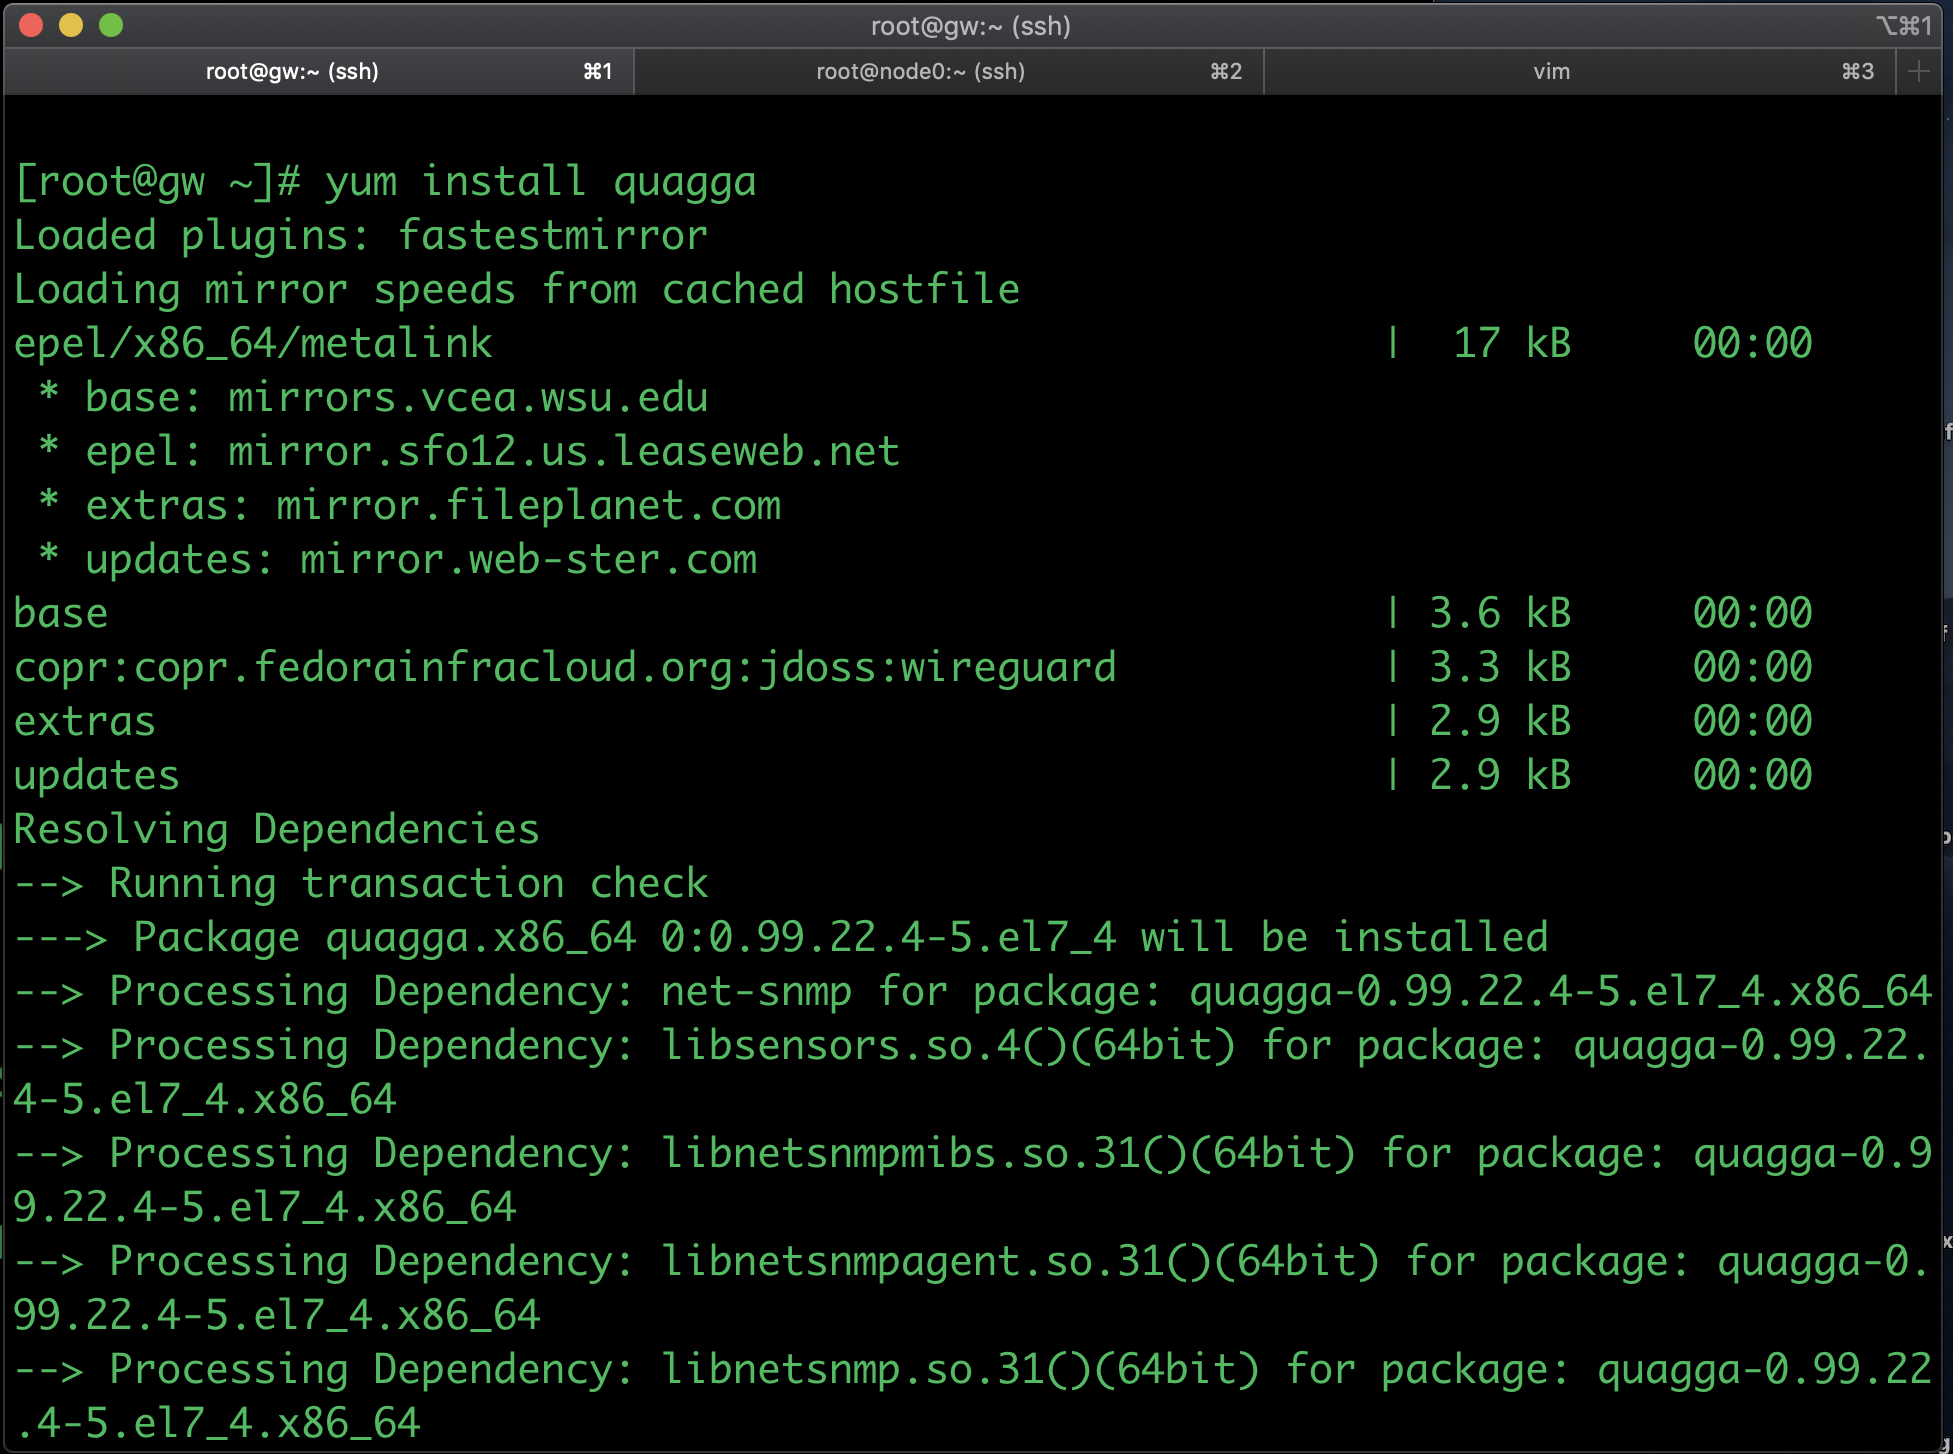 root@gw:~ (ssh) ⌥⌘1
root@gw:~ (ssh) ⌘1 root@node0:~ (ssh) ⌘2 vim ⌘3 +
[root@gw ~]# yum install quagga
Loaded plugins: fastestmirror
Loading mirror speeds from cached hostfile
epel/x86_64/metalink | 17 kB 00:00
* base: mirrors.vcea.wsu.edu
* epel: mirror.sfo12.us.leaseweb.net
* extras: mirror.fileplanet.com
* updates: mirror.web-ster.com
base | 3.6 kB 00:00
copr:copr.fedorainfracloud.org:jdoss:wireguard | 3.3 kB 00:00
extras | 2.9 kB 00:00
updates | 2.9 kB 00:00
Resolving Dependencies
--> Running transaction check
---> Package quagga.x86_64 0:0.99.22.4-5.el7_4 will be installed
--> Processing Dependency: net-snmp for package: quagga-0.99.22.4-5.el7_4.x86_64
--> Processing Dependency: libsensors.so.4()(64bit) for package: quagga-0.99.22.
4-5.el7_4.x86_64
--> Processing Dependency: libnetsnmpmibs.so.31()(64bit) for package: quagga-0.9
9.22.4-5.el7_4.x86_64
--> Processing Dependency: libnetsnmpagent.so.31()(64bit) for package: quagga-0.
99.22.4-5.el7_4.x86_64
--> Processing Dependency: libnetsnmp.so.31()(64bit) for package: quagga-0.99.22
.4-5.el7_4.x86_64